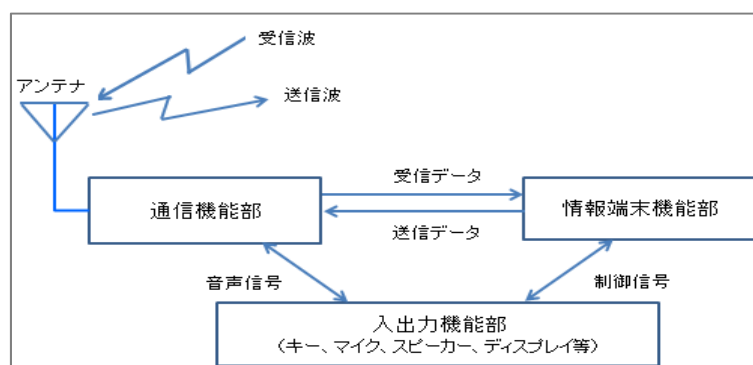 受信波
アンテナ
送信波
受信データ
通信機能部
情報端末機能部
送信データ
音声信号
制御信号
入出力機能部
（キー、マイク、スピーカー、ディスプレイ等）